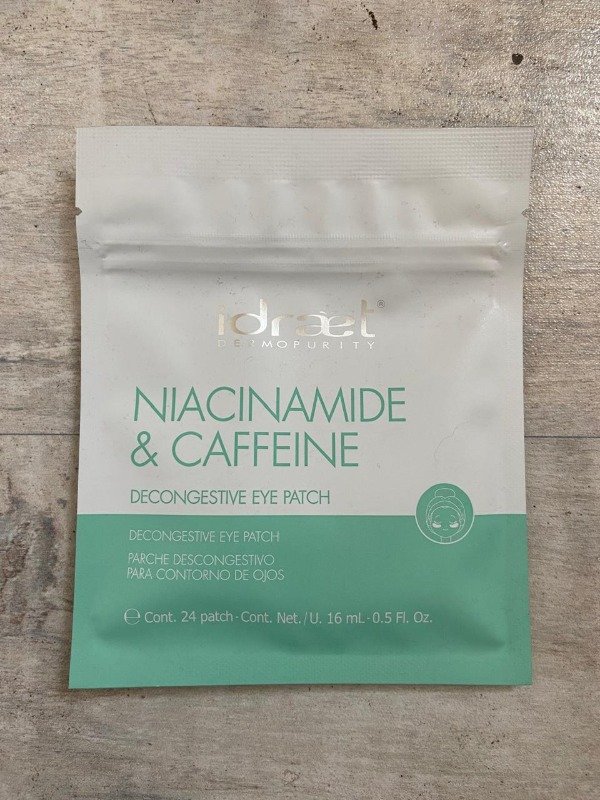 idraet®
DERMOPURITY
NIACINAMIDE
& CAFFEINE
DECONGESTIVE EYE PATCH
DECONGESTIVE EYE PATCH
PARCHE DESCONGESTIVO
PARA CONTORNO DE OJOS
℮ Cont. 24 patch - Cont. Net./U. 16 mL - 0.5 Fl. Oz.